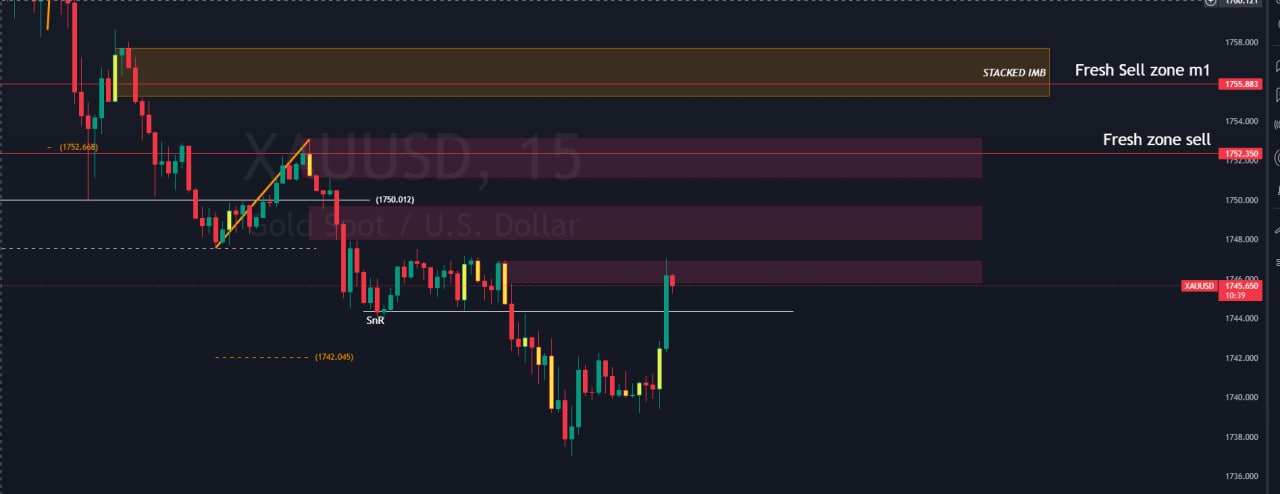 1760.121
1758.000
STACKED IMB
Fresh Sell zone m1
1755.883
1754.000
Fresh zone sell
(1752.668)
XAUUSD, 15
1752.350
1752.000
1750.000
(1750.012)
Gold Spot / U.S. Dollar
1748.000
1746.000
XAUUSD
1745.650
10:39
1744.000
SnR
1742.000
(1742.045)
1740.000
1738.000
1736.000